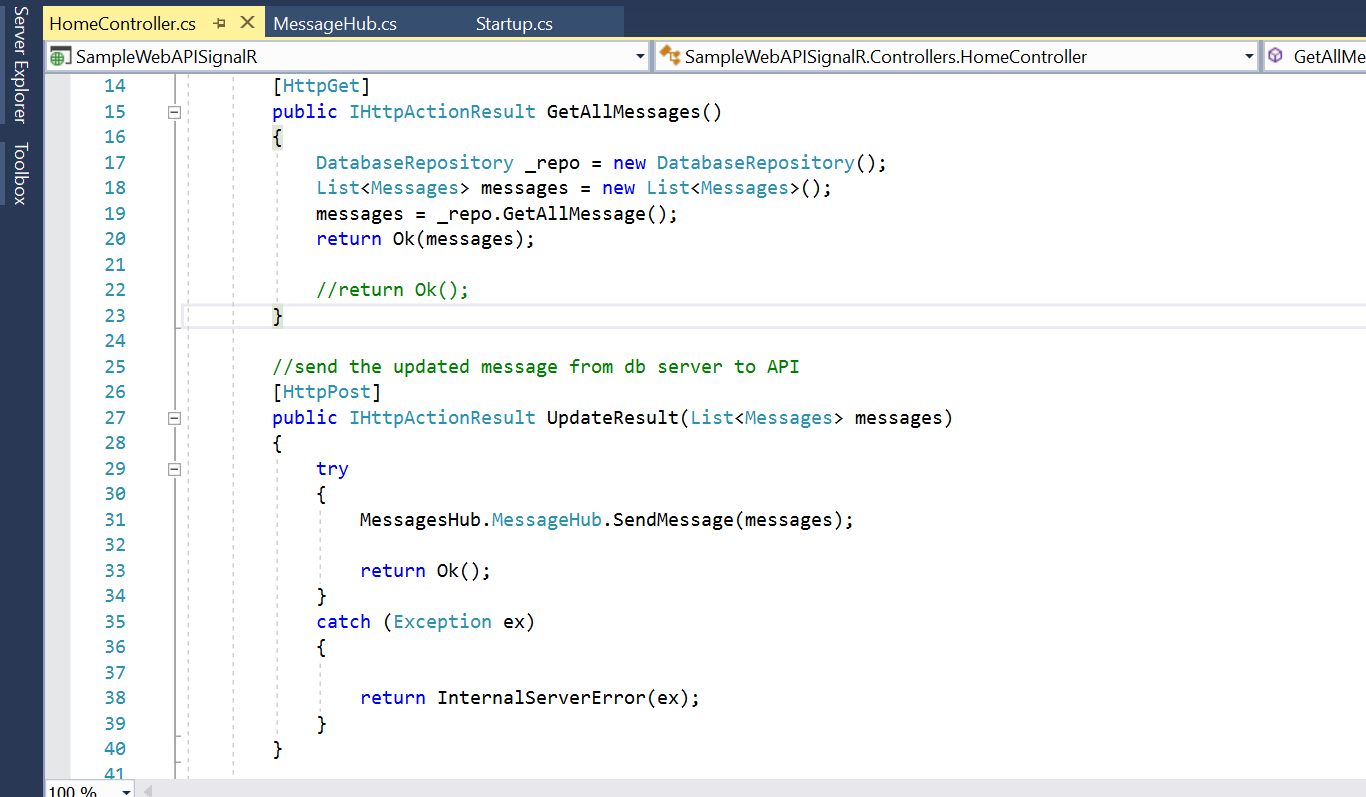 Server Explorer
Toolbox
HomeController.cs MessageHub.cs Startup.cs
SampleWebAPISignalR SampleWebAPISignalR.Controllers.HomeController GetAllMe
14 [HttpGet]
15 public IHttpActionResult GetAllMessages()
16 {
17 DatabaseRepository _repo = new DatabaseRepository();
18 List<Messages> messages = new List<Messages>();
19 messages = _repo.GetAllMessage();
20 return Ok(messages);
21
22 //return Ok();
23 }
24
25 //send the updated message from db server to API
26 [HttpPost]
27 public IHttpActionResult UpdateResult(List<Messages> messages)
28 {
29 try
30 {
31 MessagesHub.MessageHub.SendMessage(messages);
32
33 return Ok();
34 }
35 catch (Exception ex)
36 {
37
38 return InternalServerError(ex);
39 }
40 }
41
100 %